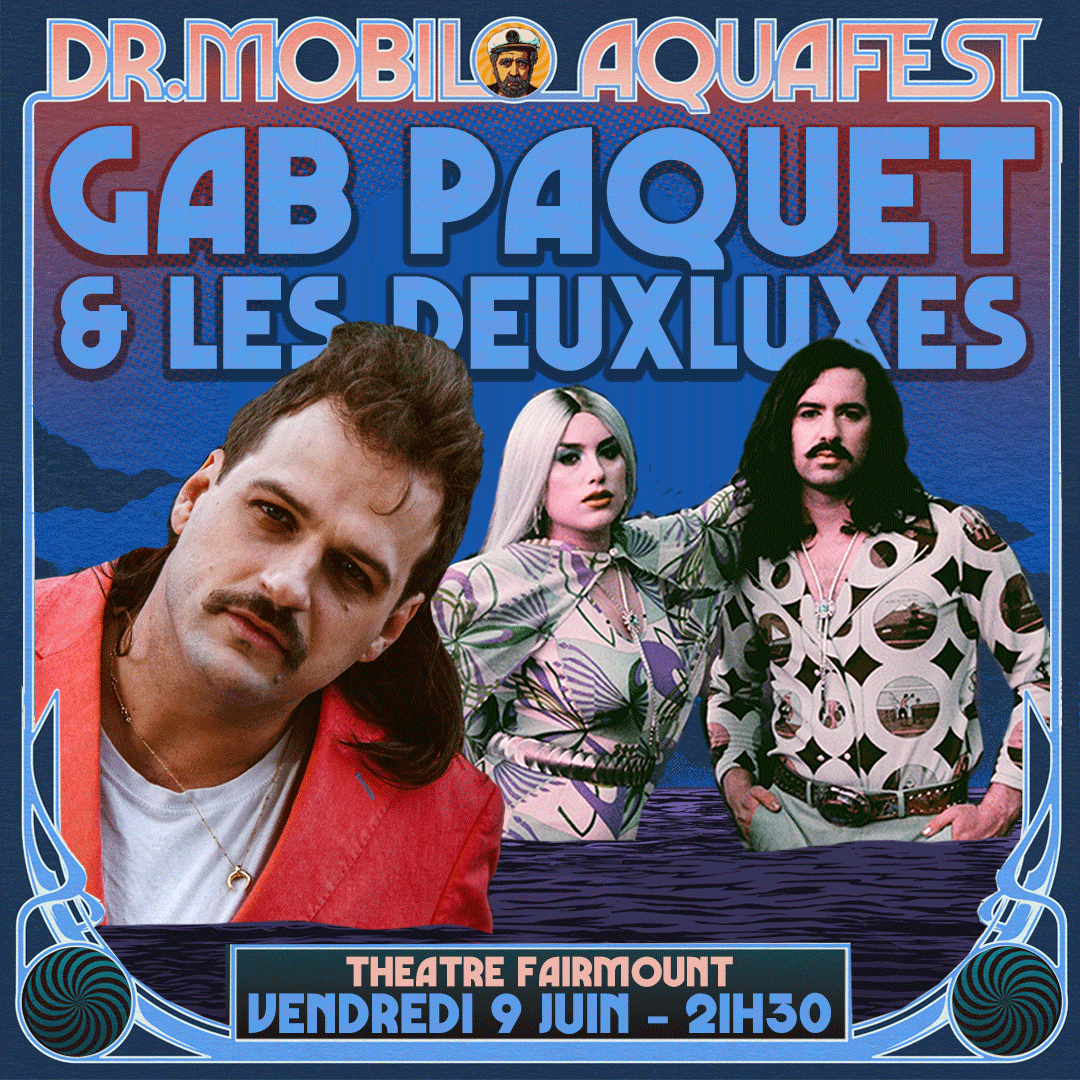 DR.MOBILO AQUAFEST
GAB PAQUET
& LES DEUXLUXES
THEATRE FAIRMOUNT
VENDREDI 9 JUIN - 21H30